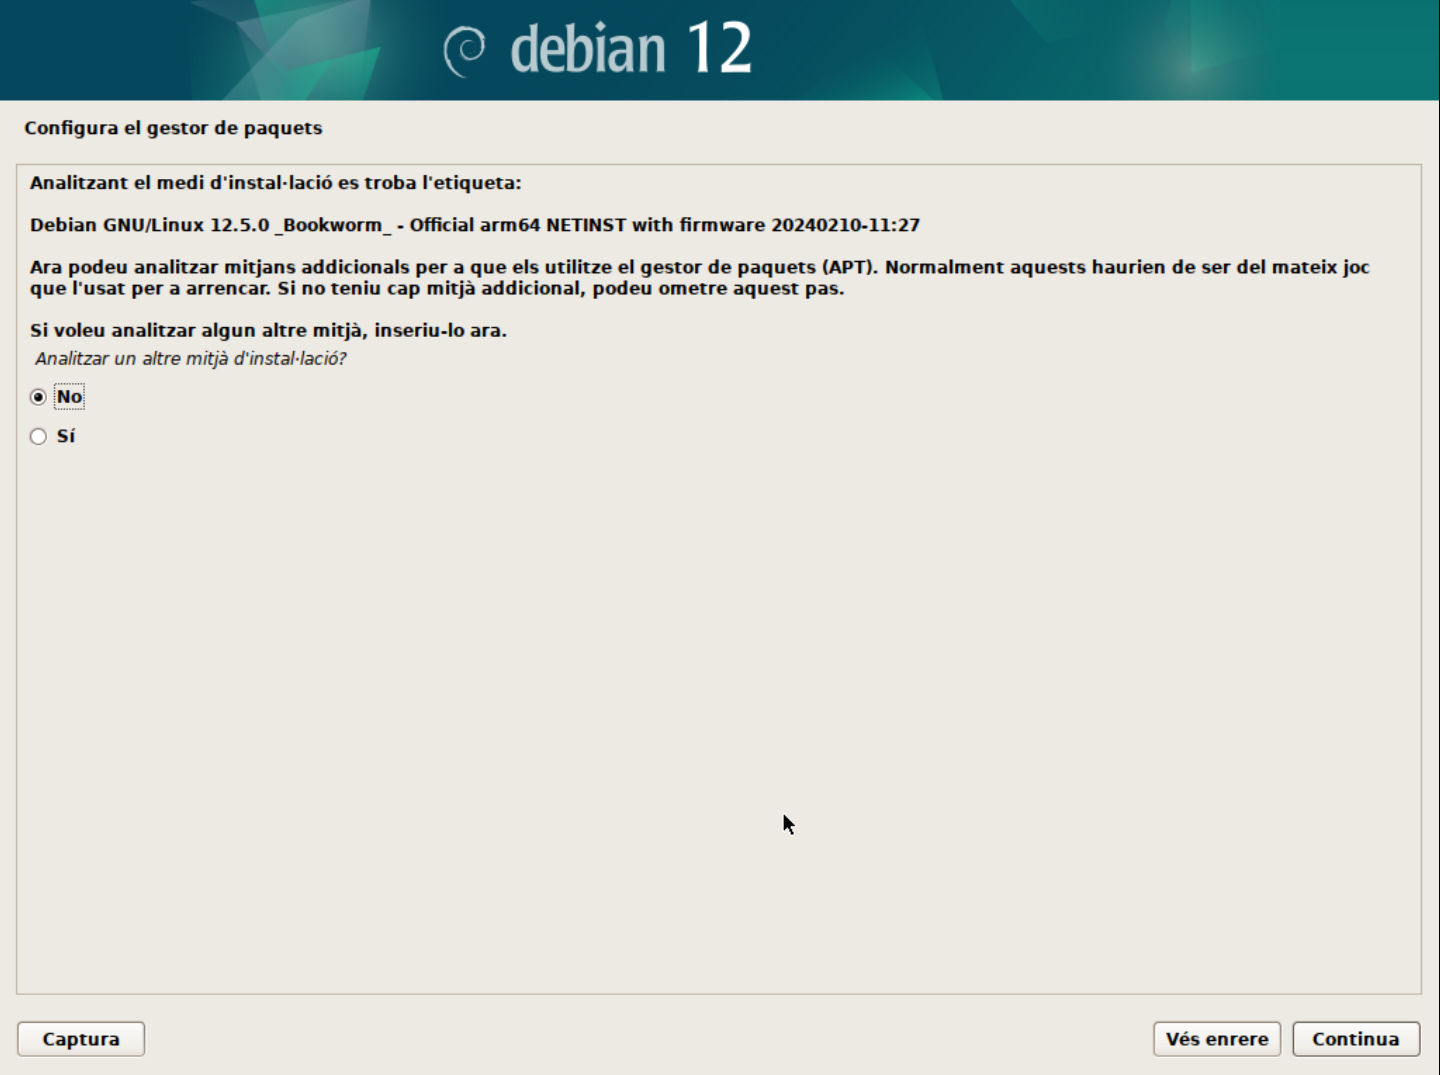 debian 12
Configura el gestor de paquets
Analitzant el medi d'instal·lació es troba l'etiqueta:
Debian GNU/Linux 12.5.0 _Bookworm_ - Official arm64 NETINST with firmware 20240210-11:27
Ara podeu analitzar mitjans addicionals per a que els utilitze el gestor de paquets (APT). Normalment aquests haurien de ser del mateix joc
que l'usat per a arrencar. Si no teniu cap mitjà addicional, podeu ometre aquest pas.
Si voleu analitzar algun altre mitjà, inseriu-lo ara.
Analitzar un altre mitjà d'instal·lació?
No
Sí
Captura
Vés enrere
Continua